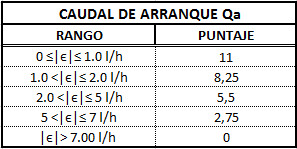 CAUDAL DE ARRANQUE Qa
RANGO PUNTAJE
0 ≤|ϵ|≤ 1.0 l/h 11
1.0 <|ϵ|≤ 2.0 l/h 8,25
2.0 <|ϵ|≤ 5 l/h 5,5
5 <|ϵ|≤ 7 l/h 2,75
|ϵ|> 7.00 l/h 0